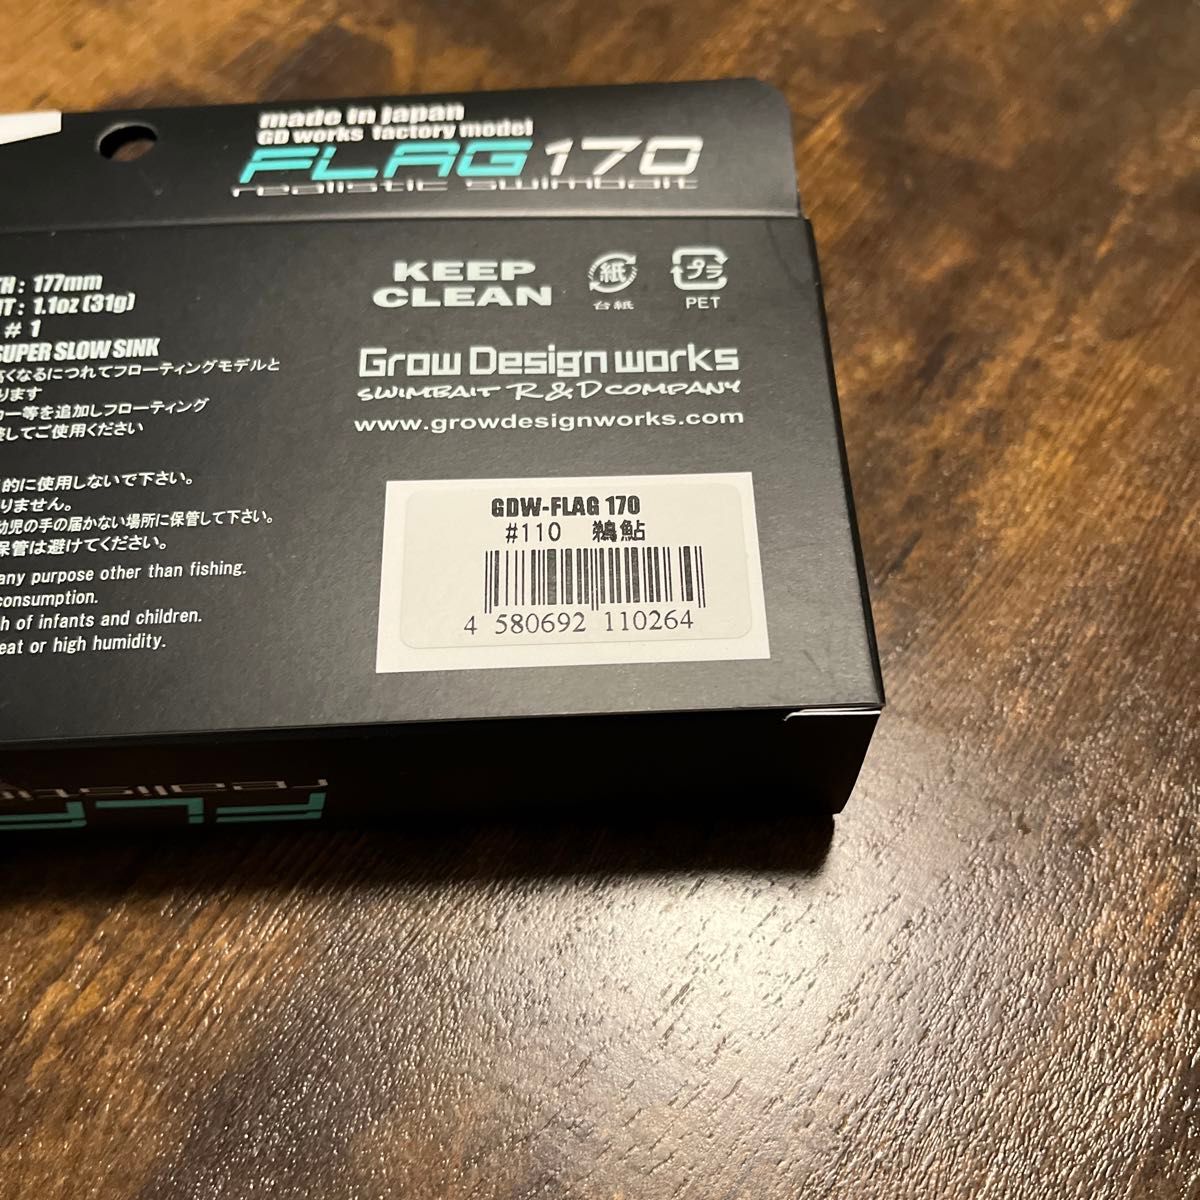 made in japan
GD works factory model
FLAG 170
realistic swimbait
TH : 177mm
HT : 1.1oz (31g)
# 1
SUPER SLOW SINK
くなるにつれてフローティングモデルと
ります
カー等を追加しフローティング
してご使用ください
的に使用しないで下さい。
りません。
幼児の手の届かない場所に保管して下さい。
保管は避けてください。
any purpose other than fishing.
consumption.
h of infants and children.
eat or high humidity.
KEEP
CLEAN
紙
台紙
プラ
PET
Grow Design works
SWIMBAIT R&D COMPANY
www.growdesignworks.com
GDW-FLAG 170
#110 鵜鮎
4 580692 110264
realisti
FLA